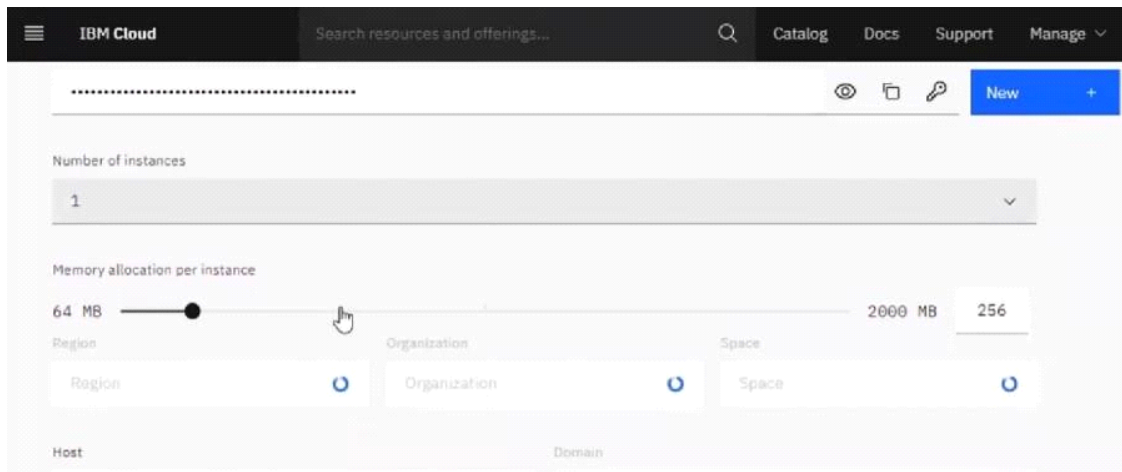 IBM Cloud Search resources and offerings... Catalog Docs Support Manage
•••••••••••••••••••••••••••••••••••••••••••• New +
Number of instances
1
Memory allocation per instance
64 MB 2000 MB 256
Region Organization Space
Region Organization Space
Host Domain